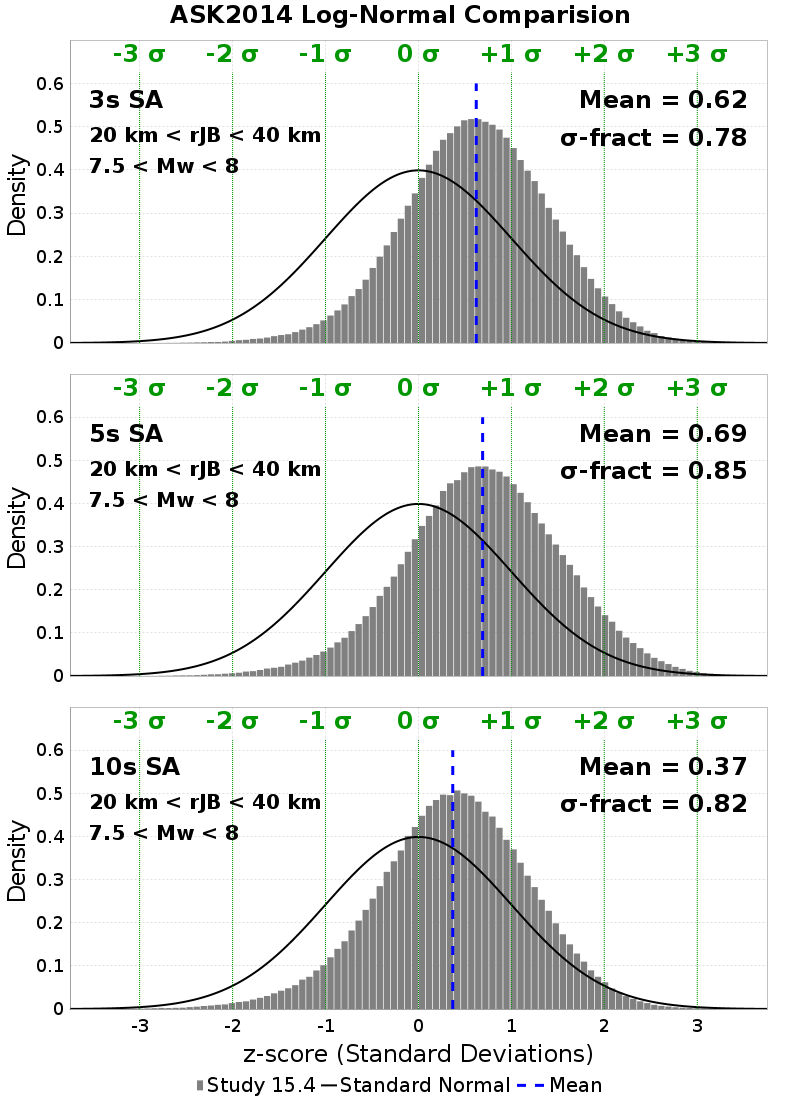 ASK2014 Log-Normal Comparision
-3 σ -2 σ -1 σ 0 σ +1 σ +2 σ +3 σ
0.6
3s SA
Mean = 0.62
0.5
20 km < rJB < 40 km
σ-fract = 0.78
7.5 < Mw < 8
0.4
0.3
0.2
0.1
0
Density
-3 σ -2 σ -1 σ 0 σ +1 σ +2 σ +3 σ
0.6
5s SA
Mean = 0.69
0.5
20 km < rJB < 40 km
σ-fract = 0.85
7.5 < Mw < 8
0.4
0.3
0.2
0.1
0
Density
-3 σ -2 σ -1 σ 0 σ +1 σ +2 σ +3 σ
0.6
10s SA
Mean = 0.37
0.5
20 km < rJB < 40 km
σ-fract = 0.82
7.5 < Mw < 8
0.4
0.3
0.2
0.1
0
Density
-3 -2 -1 0 1 2 3
z-score (Standard Deviations)
Study 15.4 Standard Normal Mean